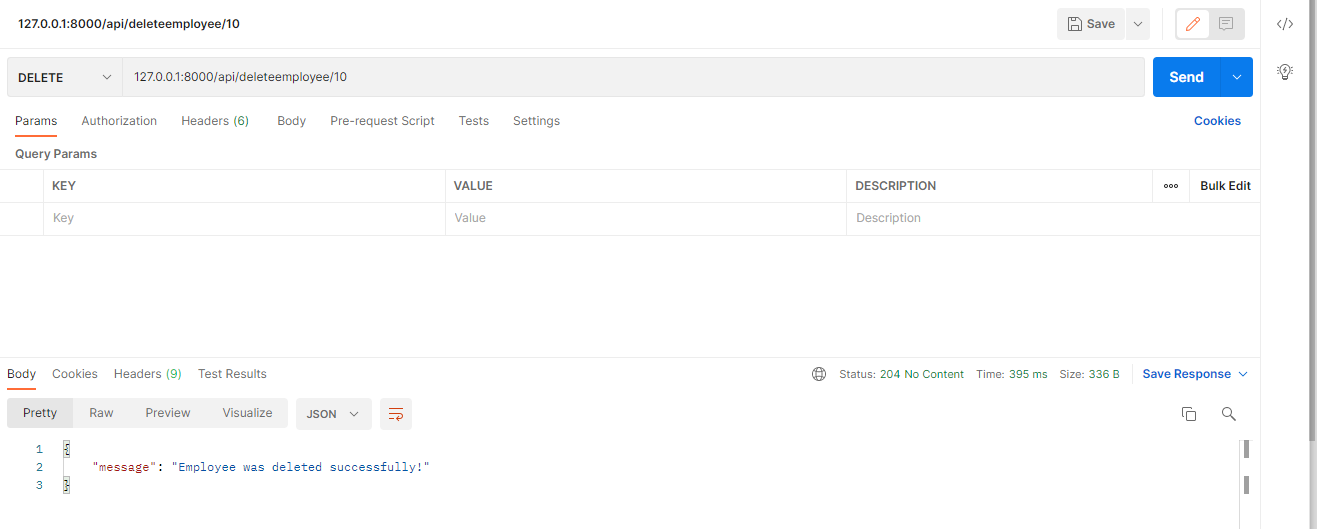 127.0.0.1:8000/api/deleteemployee/10 Save
DELETE 127.0.0.1:8000/api/deleteemployee/10 Send
Params Authorization Headers (6) Body Pre-request Script Tests Settings Cookies
Query Params
KEY VALUE DESCRIPTION Bulk Edit
Key Value Description
Body Cookies Headers (9) Test Results Status: 204 No Content Time: 395 ms Size: 336 B Save Response
Pretty Raw Preview Visualize JSON
1 {
2 "message": "Employee was deleted successfully!"
3 }